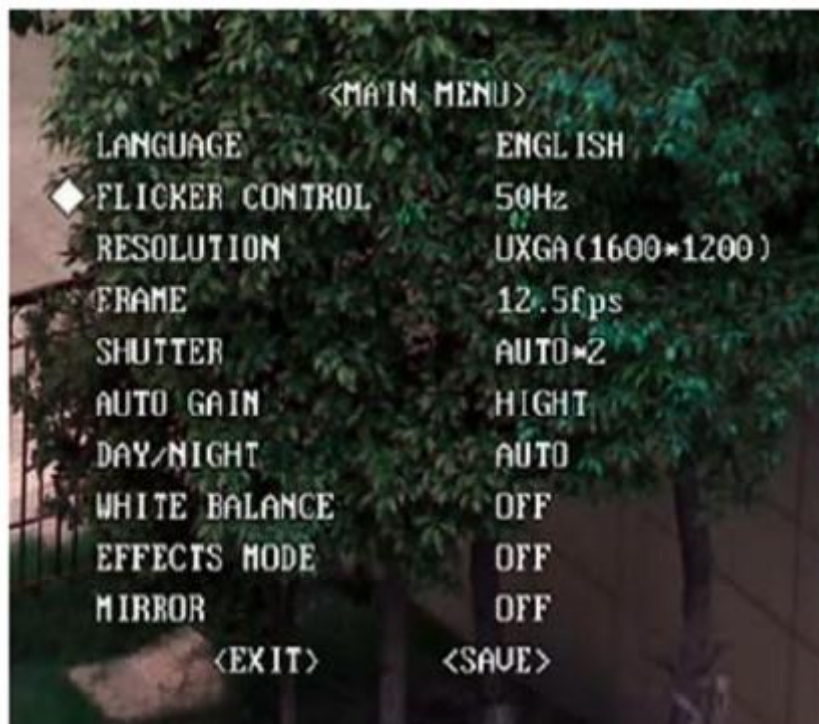 <MAIN MENU>
LANGUAGE ENGLISH
FLICKER CONTROL 50Hz
RESOLUTION UXGA(1600*1200)
FRAME 12.5fps
SHUTTER AUTO*2
AUTO GAIN HIGHT
DAY/NIGHT AUTO
WHITE BALANCE OFF
EFFECTS MODE OFF
MIRROR OFF
<EXIT> <SAVE>